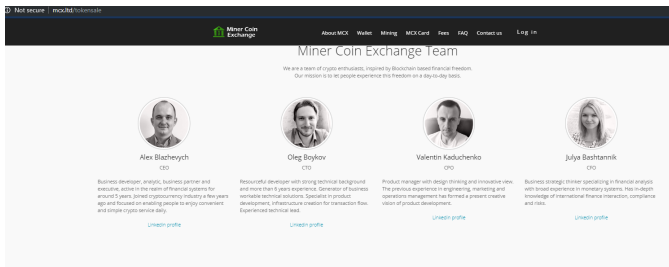 Not secure | mcx.ltd/tokensale
Miner Coin
Exchange
About MCX Wallet Mining MCX Card Fees FAQ Contact us Log in
Miner Coin Exchange Team
We are a team of crypto enthusiasts, inspired by Blockchain based financial freedom.
Our mission is to let people experience this freedom on a day-to-day basis.
Alex Blazhevych
CEO
Business developer, analytic, business partner and
executive, active in the realm of financial systems for
around 5 years. Joined cryptocurrency industry a few years
ago and focused on enabling people to enjoy convenient
and simple crypto service daily.
Linkedin profile
Oleg Boykov
CTO
Resourceful developer with strong technical background
and more than 6 years experience. Generator of business
workable technical solutions. Specialist in product
development, infrastructure creation for transaction flow.
Experienced technical lead.
Linkedin profile
Valentin Kaduchenko
CPO
Product manager with design thinking and innovative view.
The previous experience in engineering, marketing and
operations management has formed a present creative
vision of product development.
Linkedin profile
Julya Bashtannik
CFO
Business strategic thinker specializing in financial analysis
with broad experience in monetary systems. Has in-depth
knowledge of international finance interaction, compliance
and risks.
Linkedin profile